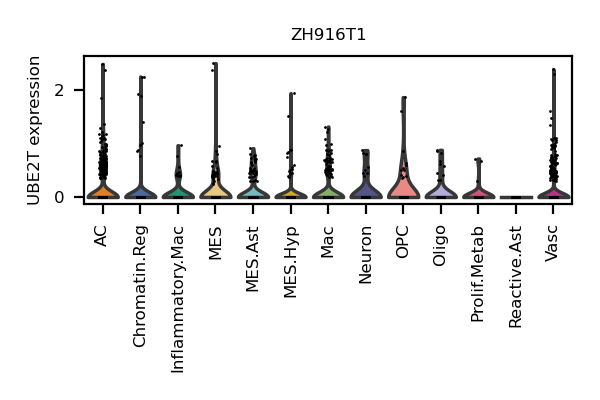 ZH916T1
UBE2T expression
2
0
AC
Chromatin.Reg
Inflammatory.Mac
MES
MES.Ast
MES.Hyp
Mac
Neuron
OPC
Oligo
Prolif.Metab
Reactive.Ast
Vasc